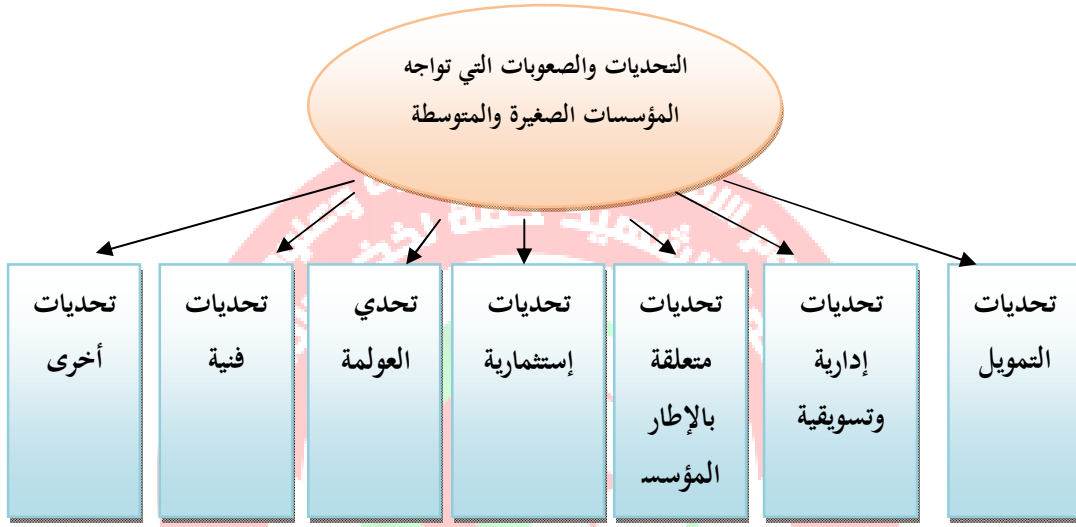 التحديات والصعوبات التي تواجه
المؤسسات الصغيرة والمتوسطة
تحديات
التمويل
تحديات
إدارية
وتسويقية
تحديات
متعلقة
بالإطار
المؤسسـ
تحديات
إستثمارية
تحدي
العولمة
تحديات
فنية
تحديات
أخرى